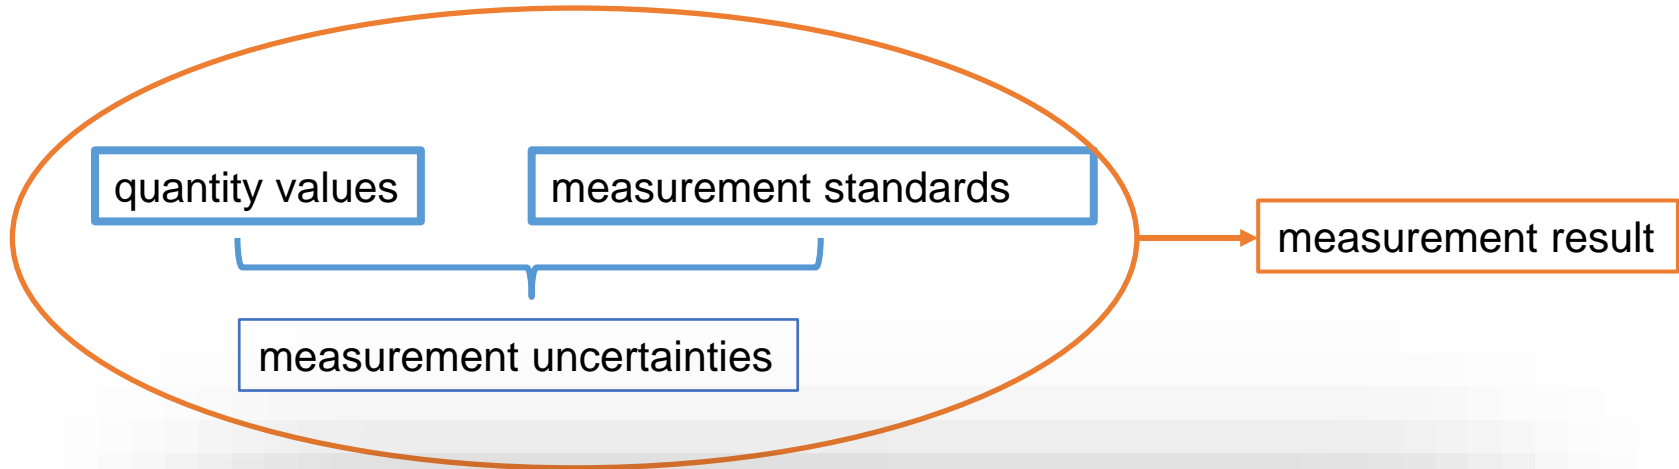 quantity values
measurement standards
measurement result
measurement uncertainties